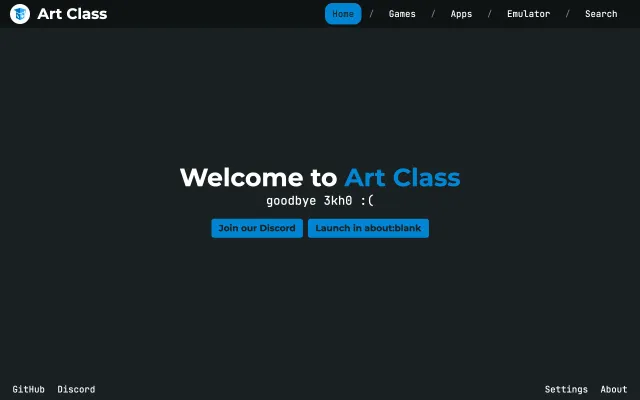 Art Class
Home / Games / Apps / Emulator / Search
Welcome to Art Class
goodbye 3kh0 :(
Join our Discord Launch in about:blank
GitHub Discord Settings About